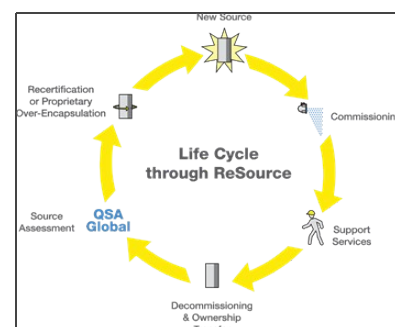 New Source
Recertification
or Proprietary
Over-Encapsulation
Commissionin
Life Cycle
through ReSource
Source
Assessment
QSA
Global
Support
Services
Decommissioning
& Ownership